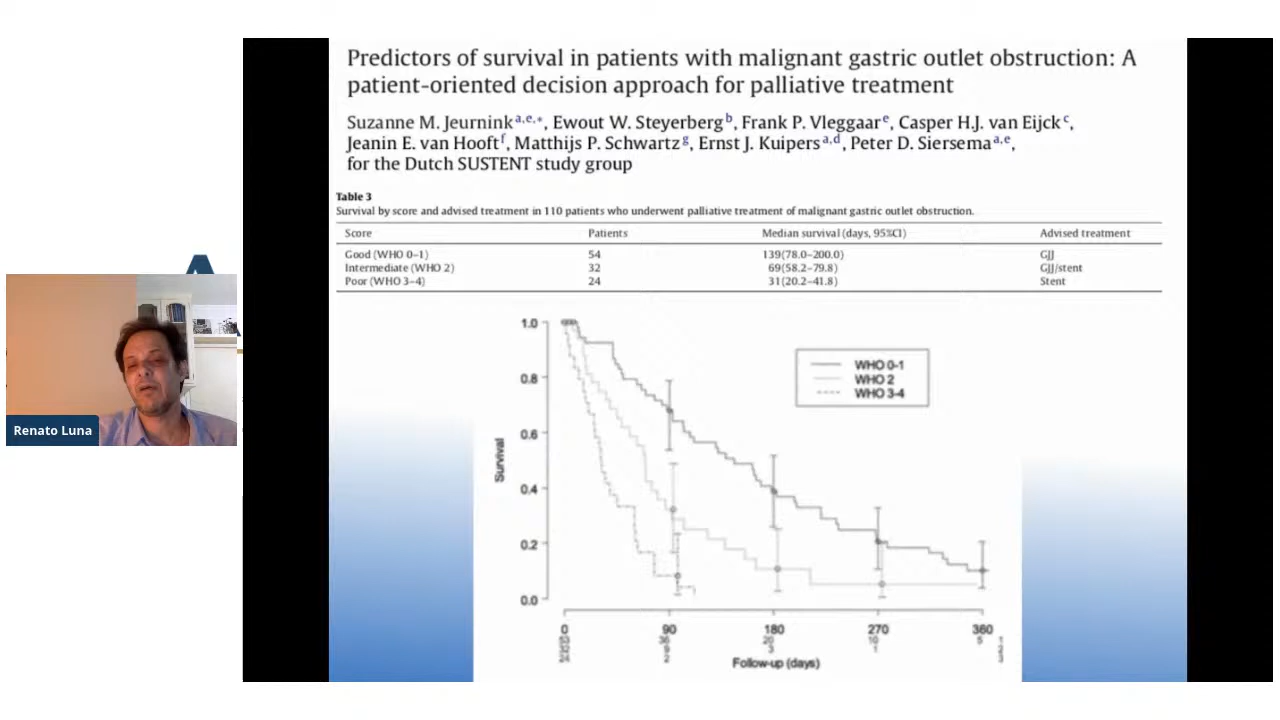 Predictors of survival in patients with malignant gastric outlet obstruction: A
patient-oriented decision approach for palliative treatment
Suzanne M. Jeurnink a,e,*, Ewout W. Steyerberg b, Frank P. Vleggaar e, Casper H.J. van Eijck c,
Jeanin E. van Hooft f, Matthijs P. Schwartz g, Ernst J. Kuipers a,d, Peter D. Siersema a,e,
for the Dutch SUSTENT study group
Table 3
Survival by score and advised treatment in 110 patients who underwent palliative treatment of malignant gastric outlet obstruction.
Score Patients Median survival (days, 95%CI) Advised treatment
Good (WHO 0–1) 54 139(78.0–200.0) GJJ
Intermediate (WHO 2) 32 69(58.2–79.8) GJJ/stent
Poor (WHO 3–4) 24 31(20.2–41.8) Stent
Renato Luna
WHO 0-1
WHO 2
WHO 3-4
Survival
1.0
0.8
0.6
0.4
0.2
0.0
0 90 180 270 360
Follow-up (days)